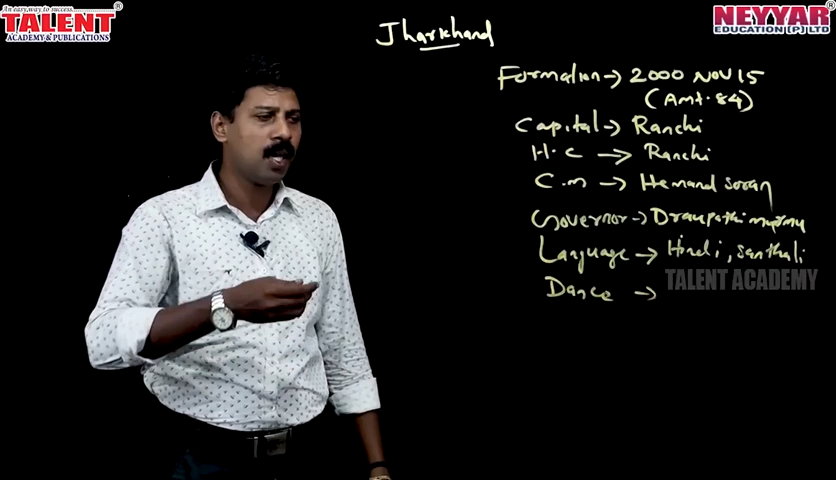 An easy way to success..................
TALENT®
ACADEMY & PUBLICATIONS
NEYYAR®
EDUCATION (P) LTD
Jharkhand
Formation → 2000 NOV 15
(Amt. 84)
Capital → Ranchi
H.C → Ranchi
C.M → Hemand soran
Governor → Draupathi murmu
Language → Hindi, Santhali
TALENT ACADEMY
Dance →